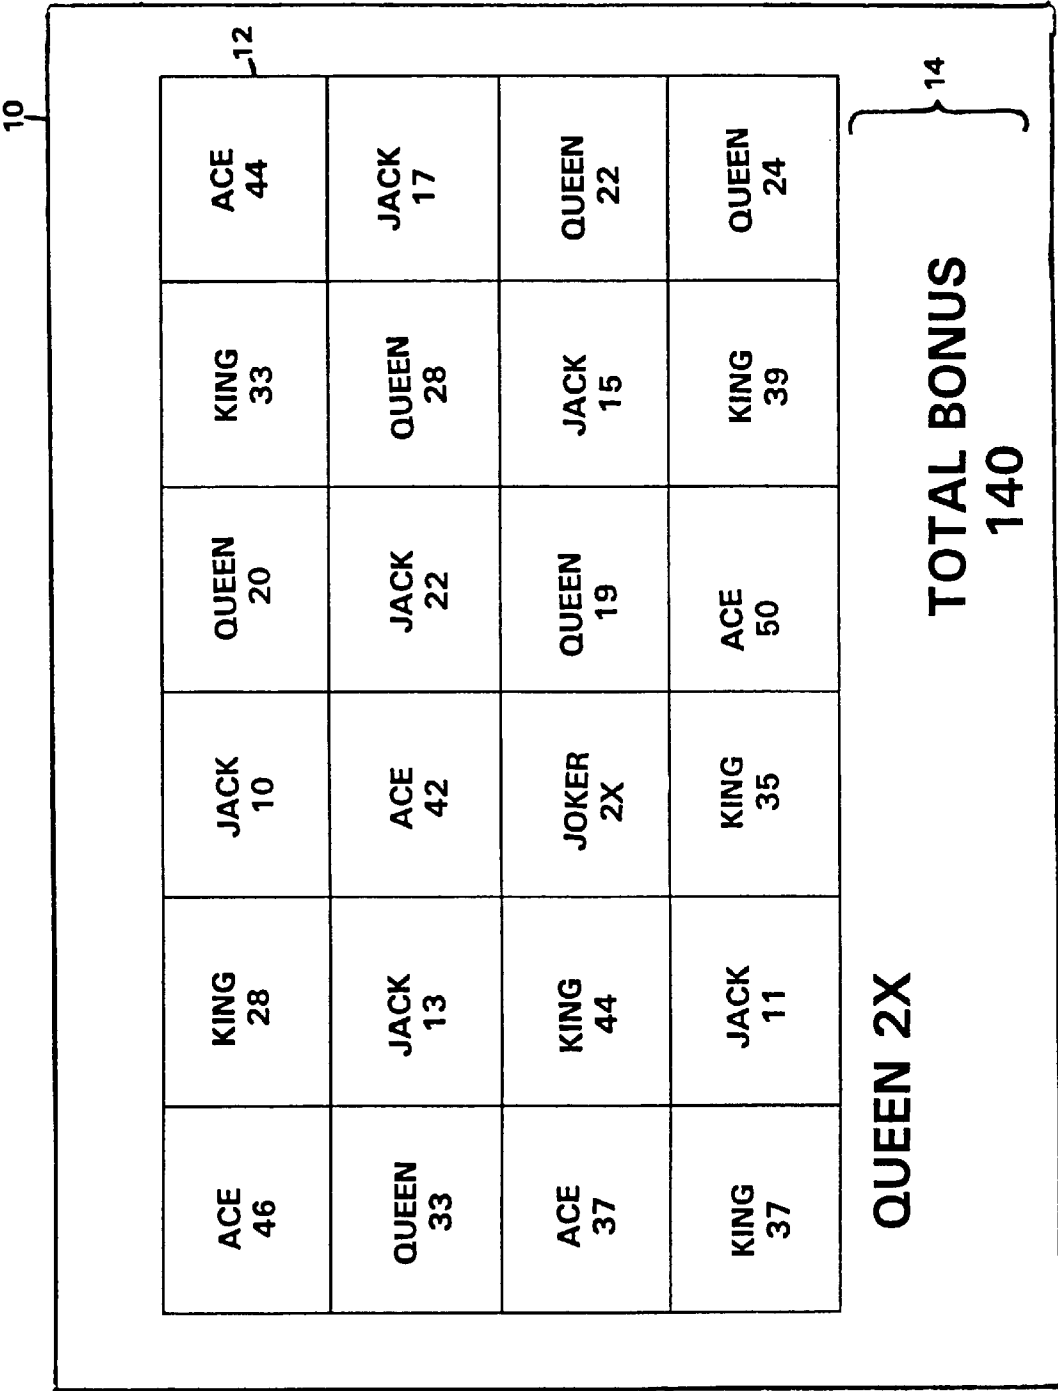 10
12
ACE
46
KING
28
JACK
10
QUEEN
20
KING
33
ACE
44
QUEEN
33
JACK
13
ACE
42
JACK
22
QUEEN
28
JACK
17
ACE
37
KING
44
JOKER
2X
QUEEN
19
JACK
15
QUEEN
22
KING
37
JACK
11
KING
35
ACE
50
KING
39
QUEEN
24
QUEEN 2X
TOTAL BONUS
140
14